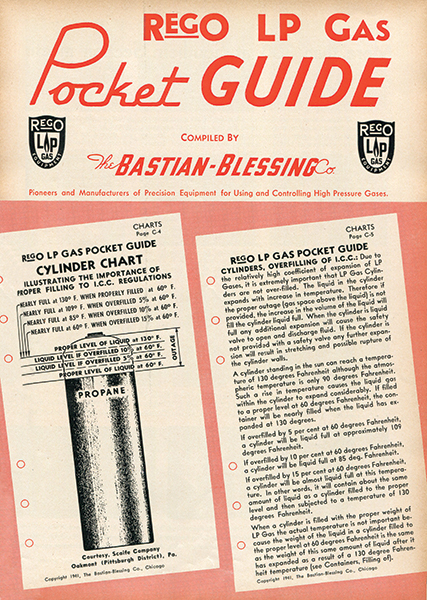 REGO LP GAS
Pocket GUIDE
COMPILED BY
The BASTIAN-BLESSING Co.
REGO
LP
GAS
EQUIPMENT
REGO
LP
GAS
EQUIPMENT
Pioneers and Manufacturers of Precision Equipment for Using and Controlling High Pressure Gases.
CHARTS
Page C-4
REGO LP GAS POCKET GUIDE
CYLINDER CHART
ILLUSTRATING THE IMPORTANCE OF
PROPER FILLING TO I.C.C. REGULATIONS
NEARLY FULL at 130° F. WHEN PROPERLY FILLED at 60° F.
NEARLY FULL at 109° F. WHEN OVERFILLED 5% at 60° F.
NEARLY FULL at 85° F. WHEN OVERFILLED 10% at 60° F.
NEARLY FULL at 60° F. WHEN OVERFILLED 15% at 60° F.
PROPER LEVEL OF LIQUID at 130° F.
LIQUID LEVEL IF OVERFILLED 10% at 60° F.
LIQUID LEVEL IF OVERFILLED 5% at 60° F.
PROPER LEVEL OF LIQUID at 60° F.
OUTAGE
PROPANE
Courtesy, Scaife Company
Oakmont (Pittsburgh District), Pa.
Copyright 1941, The Bastian-Blessing Co., Chicago
CHARTS
Page C-5
REGO LP GAS POCKET GUIDE
CYLINDERS, OVERFILLING OF I.C.C.: Due to
the relatively high coefficient of expansion of LP
Gases, it is extremely important that LP Gas Cylin-
ders are not over-filled. The liquid in a cylinder
expands with increase in temperature. Therefore if
the proper outage (gas space above the liquid) is not
provided, the increase in the volume of the liquid will
fill the cylinder liquid full. When the cylinder is liquid
full any additional expansion will cause the safety
valve to open and discharge fluid. If the cylinder is
not provided with a safety valve any further expan-
sion will result in stretching and possible rupture of
the cylinder walls.
A cylinder standing in the sun can reach a tempera-
ture of 130 degrees Fahrenheit although the atmos-
pheric temperature is only 90 degrees Fahrenheit.
Such a rise in temperature causes the liquid gas
within the cylinder to expand considerably. If filled
to a proper level at 60 degrees Fahrenheit, the con-
tainer will be nearly filled when the liquid has ex-
panded at 130 degrees.
If overfilled by 5 per cent at 60 degrees Fahrenheit,
a cylinder will be liquid full at approximately 109
degrees Fahrenheit.
If overfilled by 10 per cent at 60 degrees Fahrenheit,
a cylinder will be liquid full at 85 deg. Fahrenheit.
If overfilled by 15 per cent at 60 degrees Fahrenheit,
a cylinder will be almost liquid full at this tempera-
ture. In other words, it will contain about the same
amount of liquid as a cylinder filled to the proper
level and then subjected to a temperature of 130
degrees Fahrenheit.
When a cylinder is filled with the proper weight of
LP Gas the actual temperature is not important be-
cause the weight of the liquid in a cylinder filled to
the proper level at 60 degrees Fahrenheit is the same
as the weight of this same amount of liquid after it
has expanded as a result of a 130 degree Fahren-
heit temperature (see Containers, Filling of).
Copyright 1941, The Bastian-Blessing Co., Chicago